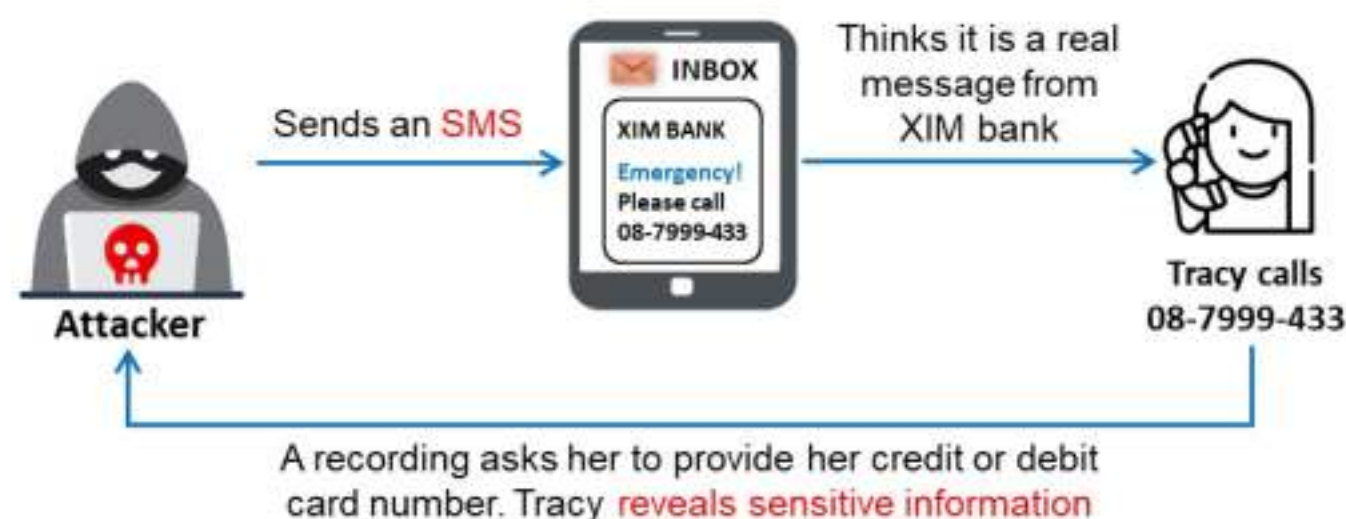 Attacker
Sends an SMS
INBOX
XIM BANK
Emergency!
Please call
08-7999-433
Thinks it is a real
message from
XIM bank
Tracy calls
08-7999-433
A recording asks her to provide her credit or debit
card number. Tracy reveals sensitive information